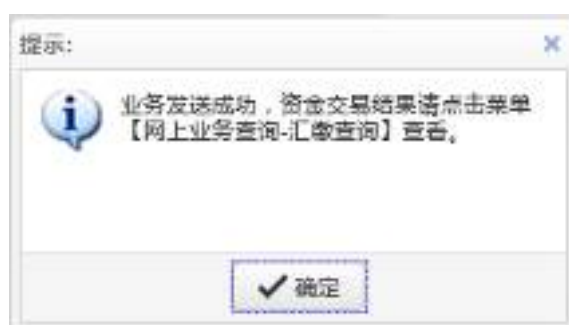 提示:
业务发送成功，资金交易结果请点击菜单
【网上业务查询-汇缴查询】查看。
确定